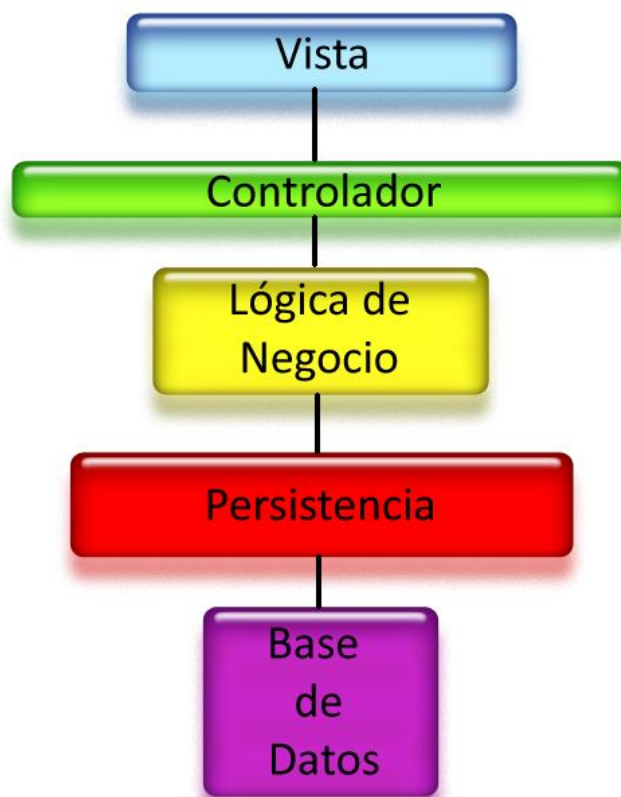 Vista
Controlador
Lógica de
Negocio
Persistencia
Base
de
Datos